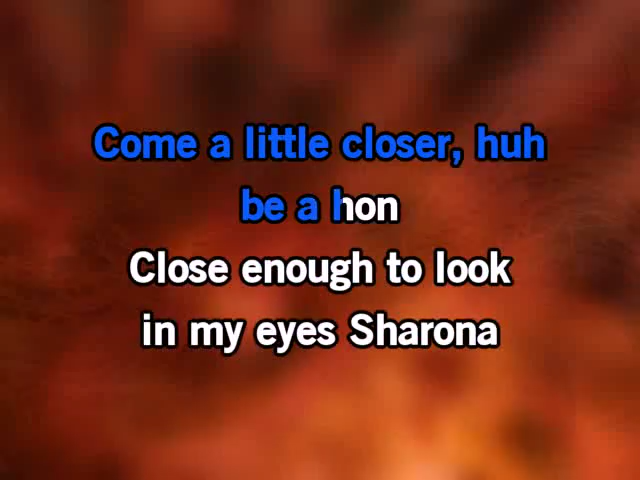 Come a little closer, huh
be a hon
Close enough to look
in my eyes Sharona